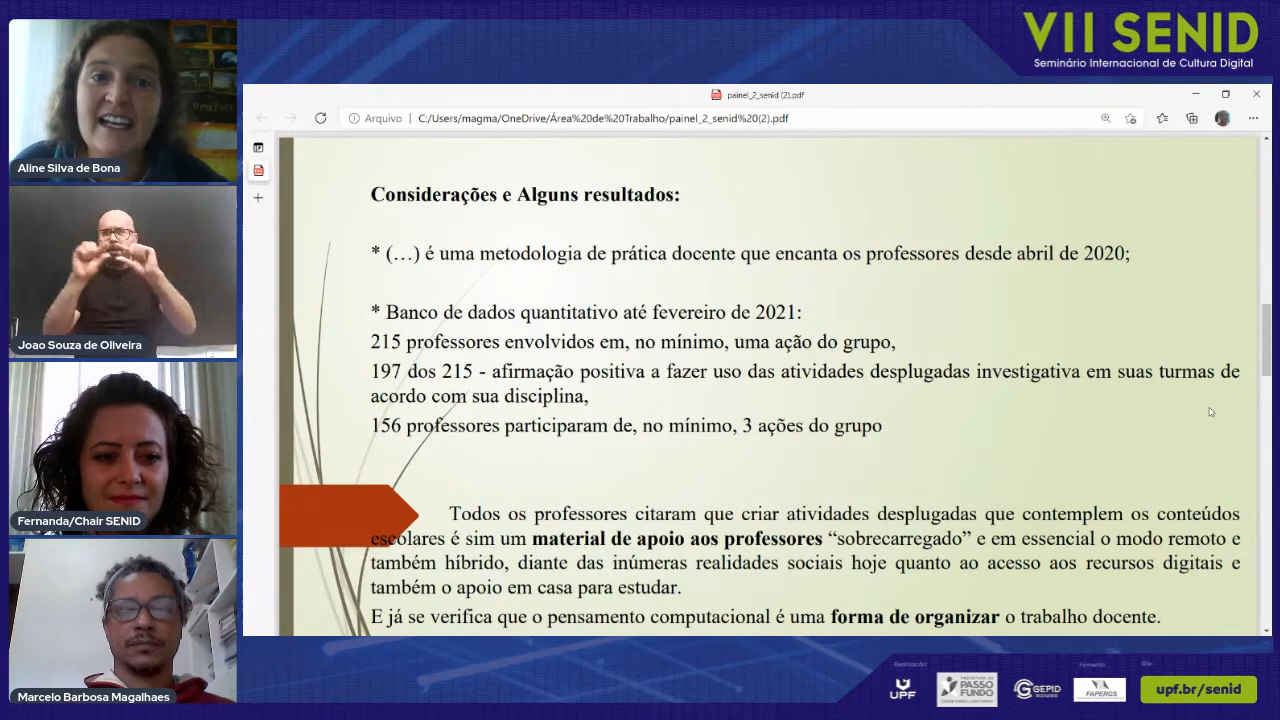 VII SENID
Seminário Internacional de Cultura Digital
painel_2_senid (2).pdf
Arquivo | C:/Users/magma/OneDrive/Área%20de%20Trabalho/painel_2_senid%20(2).pdf
Aline Silva de Bona
Joao Souza de Oliveira
Fernanda/Chair SENID
Marcelo Barbosa Magalhaes
Considerações e Alguns resultados:
* (…) é uma metodologia de prática docente que encanta os professores desde abril de 2020;
* Banco de dados quantitativo até fevereiro de 2021:
215 professores envolvidos em, no mínimo, uma ação do grupo,
197 dos 215 - afirmação positiva a fazer uso das atividades desplugadas investigativa em suas turmas de
acordo com sua disciplina,
156 professores participaram de, no mínimo, 3 ações do grupo
Todos os professores citaram que criar atividades desplugadas que contemplem os conteúdos
escolares é sim um material de apoio aos professores “sobrecarregado” e em essencial o modo remoto e
também híbrido, diante das inúmeras realidades sociais hoje quanto ao acesso aos recursos digitais e
também o apoio em casa para estudar.
E já se verifica que o pensamento computacional é uma forma de organizar o trabalho docente.
Realização:
UPF
PREFEITURA DE
PASSO
FUNDO
GEPID
Fomento:
FAPERGS
Site:
upf.br/senid